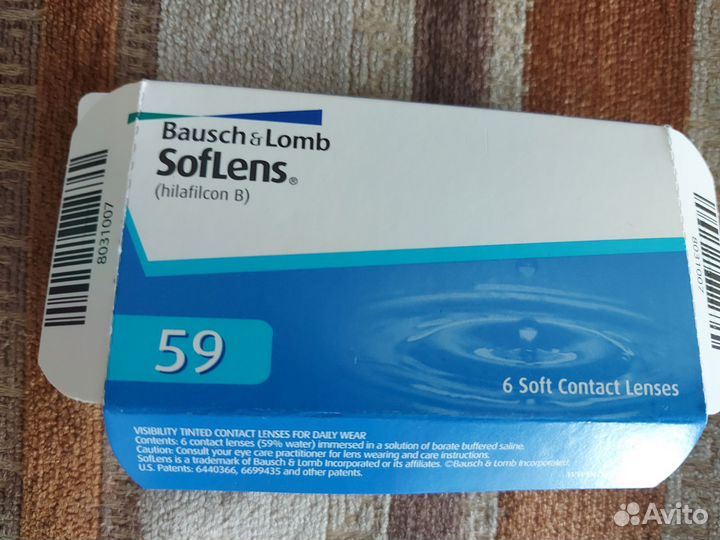 Bausch & Lomb
SofLens®
(hilafilcon B)
8031007
8031007
59
6 Soft Contact Lenses
VISIBILITY TINTED CONTACT LENSES FOR DAILY WEAR
Contents: 6 contact lenses (59% water) immersed in a solution of borate buffered saline.
Caution: Consult your eye care practitioner for lens wearing and care instructions.
SofLens is a trademark of Bausch & Lomb Incorporated or its affiliates. ©Bausch & Lomb Incorporated.
U.S. Patents: 6440366, 6699435 and other patents.
Avito